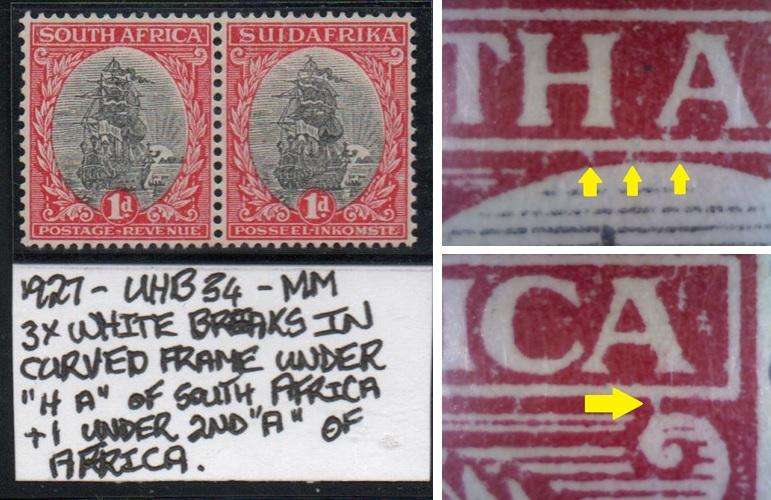 SOUTH AFRICA
SUIDAFRIKA
1d
1d
POSTAGE-REVENUE
POSSEEL-INKOMSTE
1927 - UHB 34 - MM
3X WHITE BREAKS IN
CURVED FRAME UNDER
"H A" OF SOUTH AFRICA
+1 UNDER 2ND "A" OF
AFRICA.
TH A
ICA